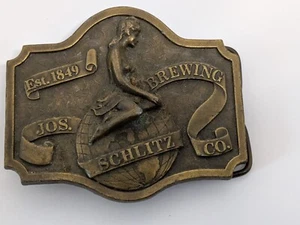 Est. 1849
BREWING
JOS.
SCHLITZ
CO.